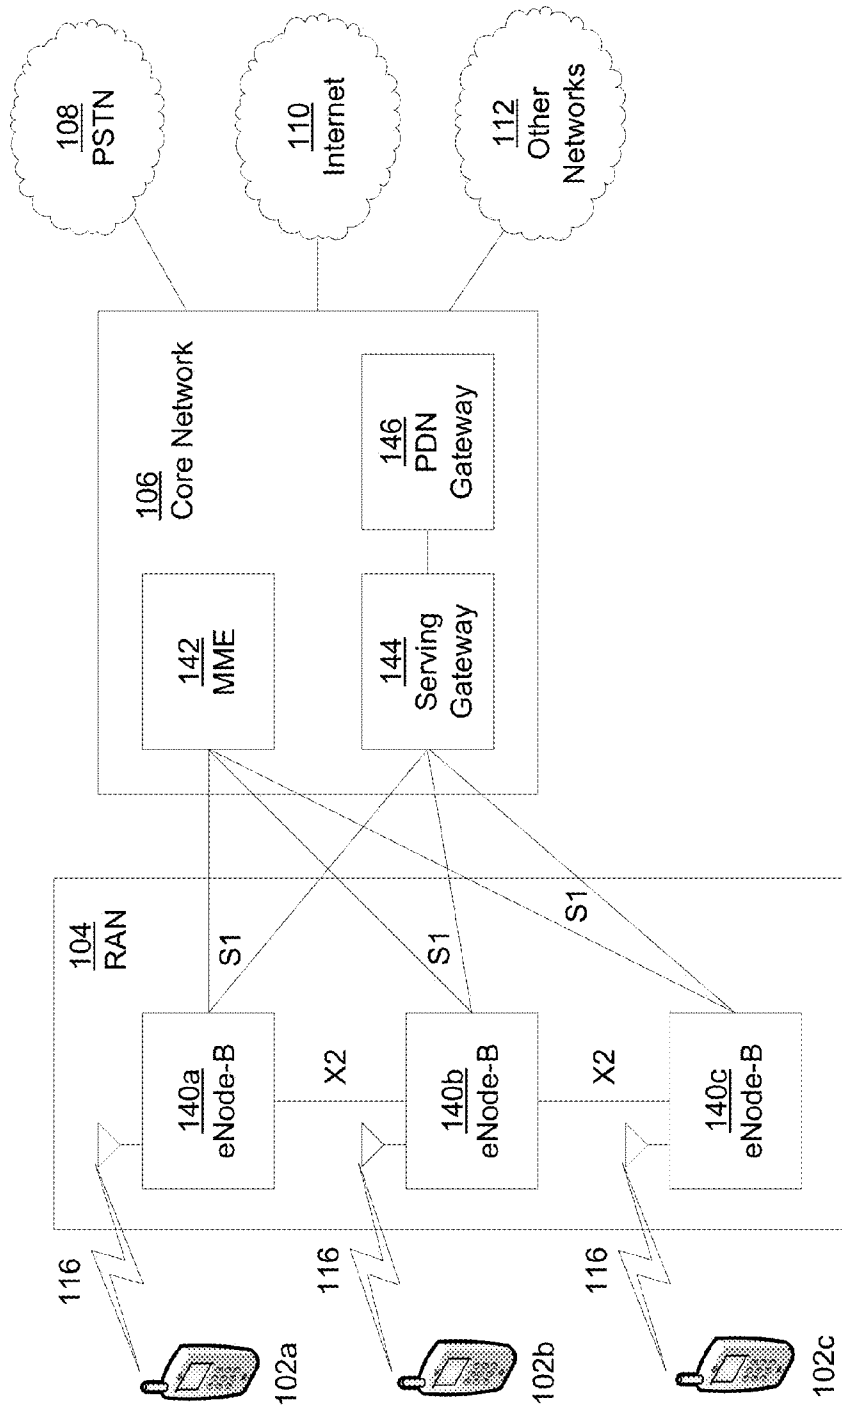 116
102a
116
102b
116
102c
104
RAN
140a
eNode-B
X2
140b
eNode-B
X2
140c
eNode-B
S1
S1
S1
106
Core Network
142
MME
144
Serving
Gateway
146
PDN
Gateway
108
PSTN
110
Internet
112
Other
Networks